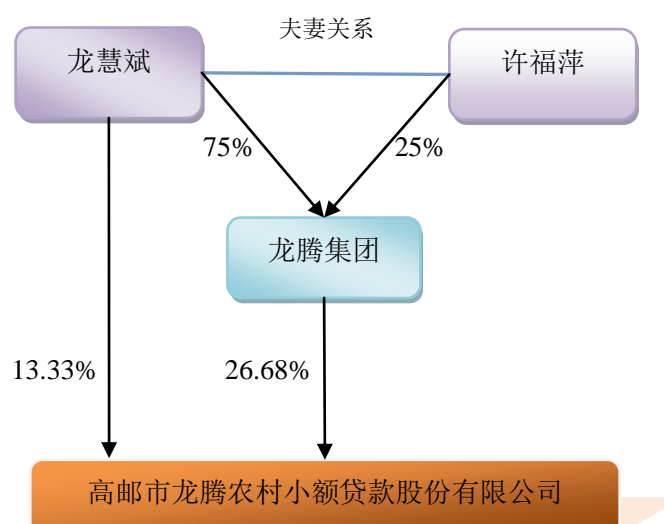 夫妻关系
龙慧斌
许福萍
75%
25%
龙腾集团
13.33%
26.68%
高邮市龙腾农村小额贷款股份有限公司